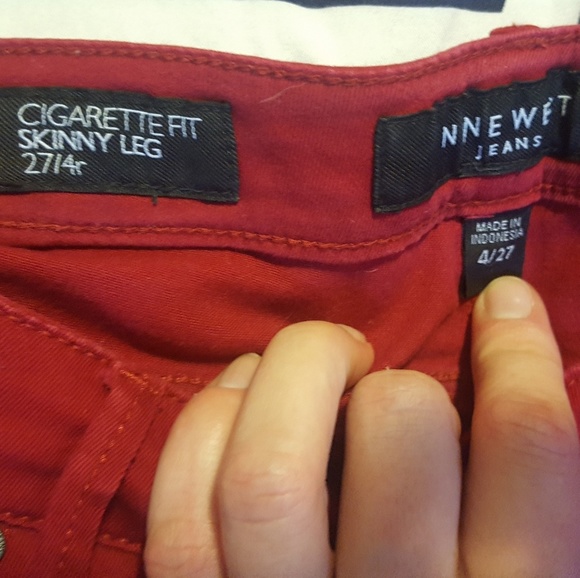 CIGARETTE FIT
SKINNY LEG
27/4r
NNEWET
JEANS
MADE IN
INDONESIA
4/27